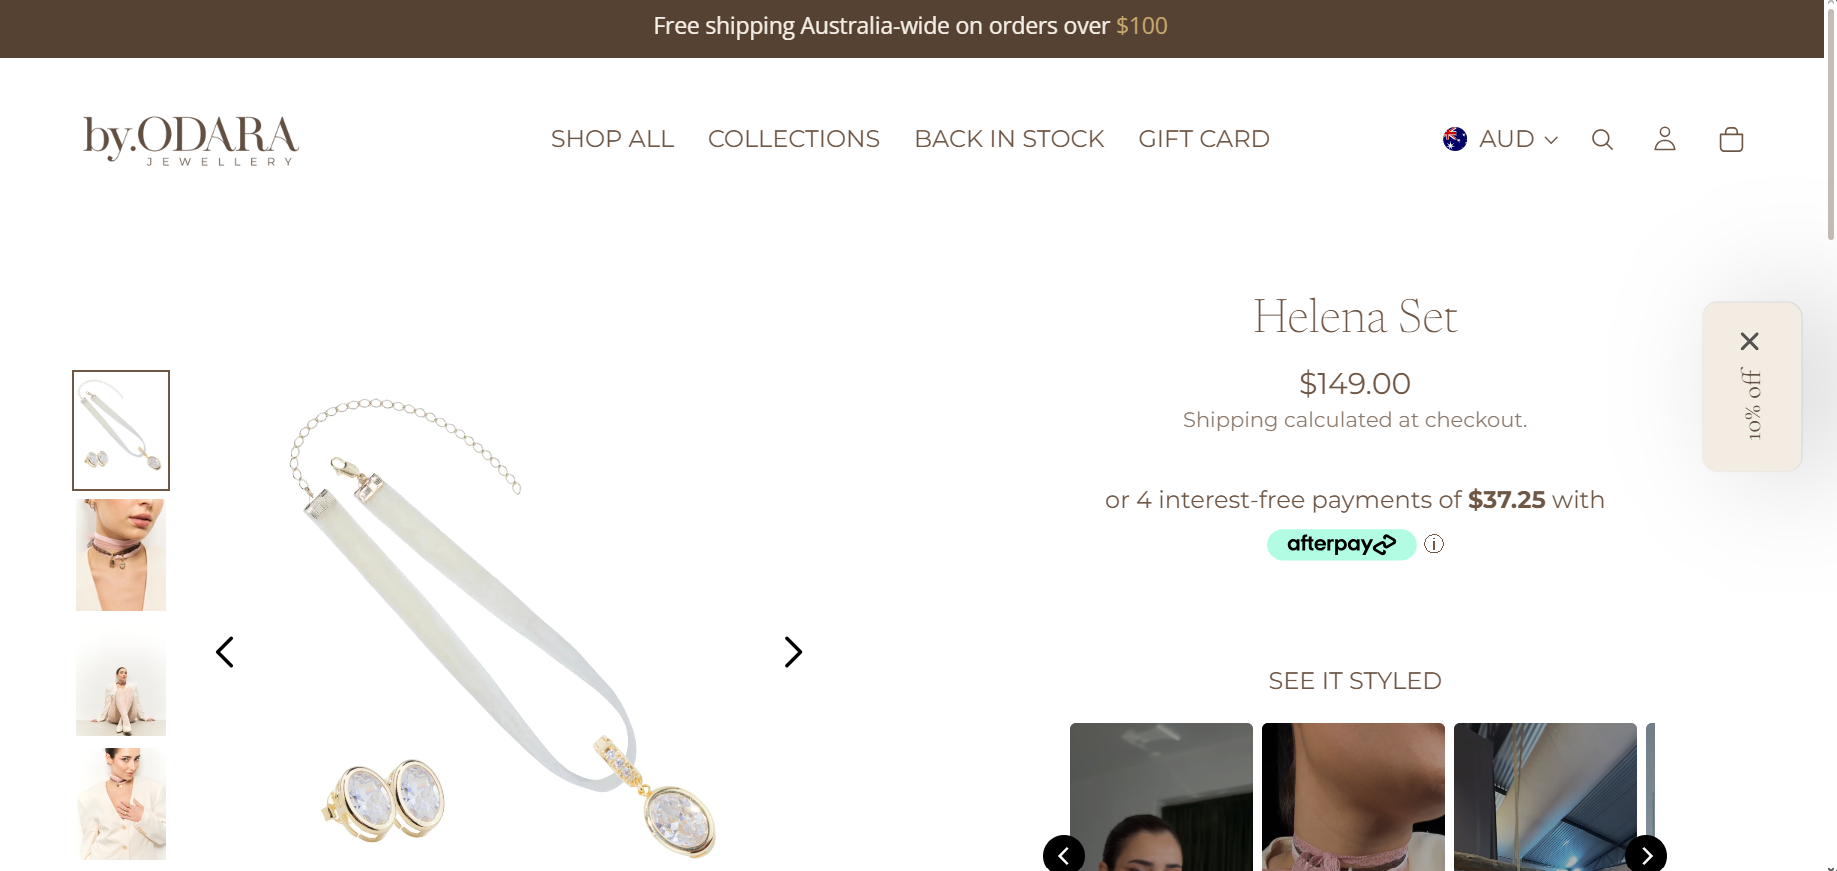 Free shipping Australia-wide on orders over $100
by.ODARA
JEWELLERY
SHOP ALL
COLLECTIONS
BACK IN STOCK
GIFT CARD
AUD
Helena Set
$149.00
Shipping calculated at checkout.
10% off
or 4 interest-free payments of $37.25 with
afterpay
SEE IT STYLED